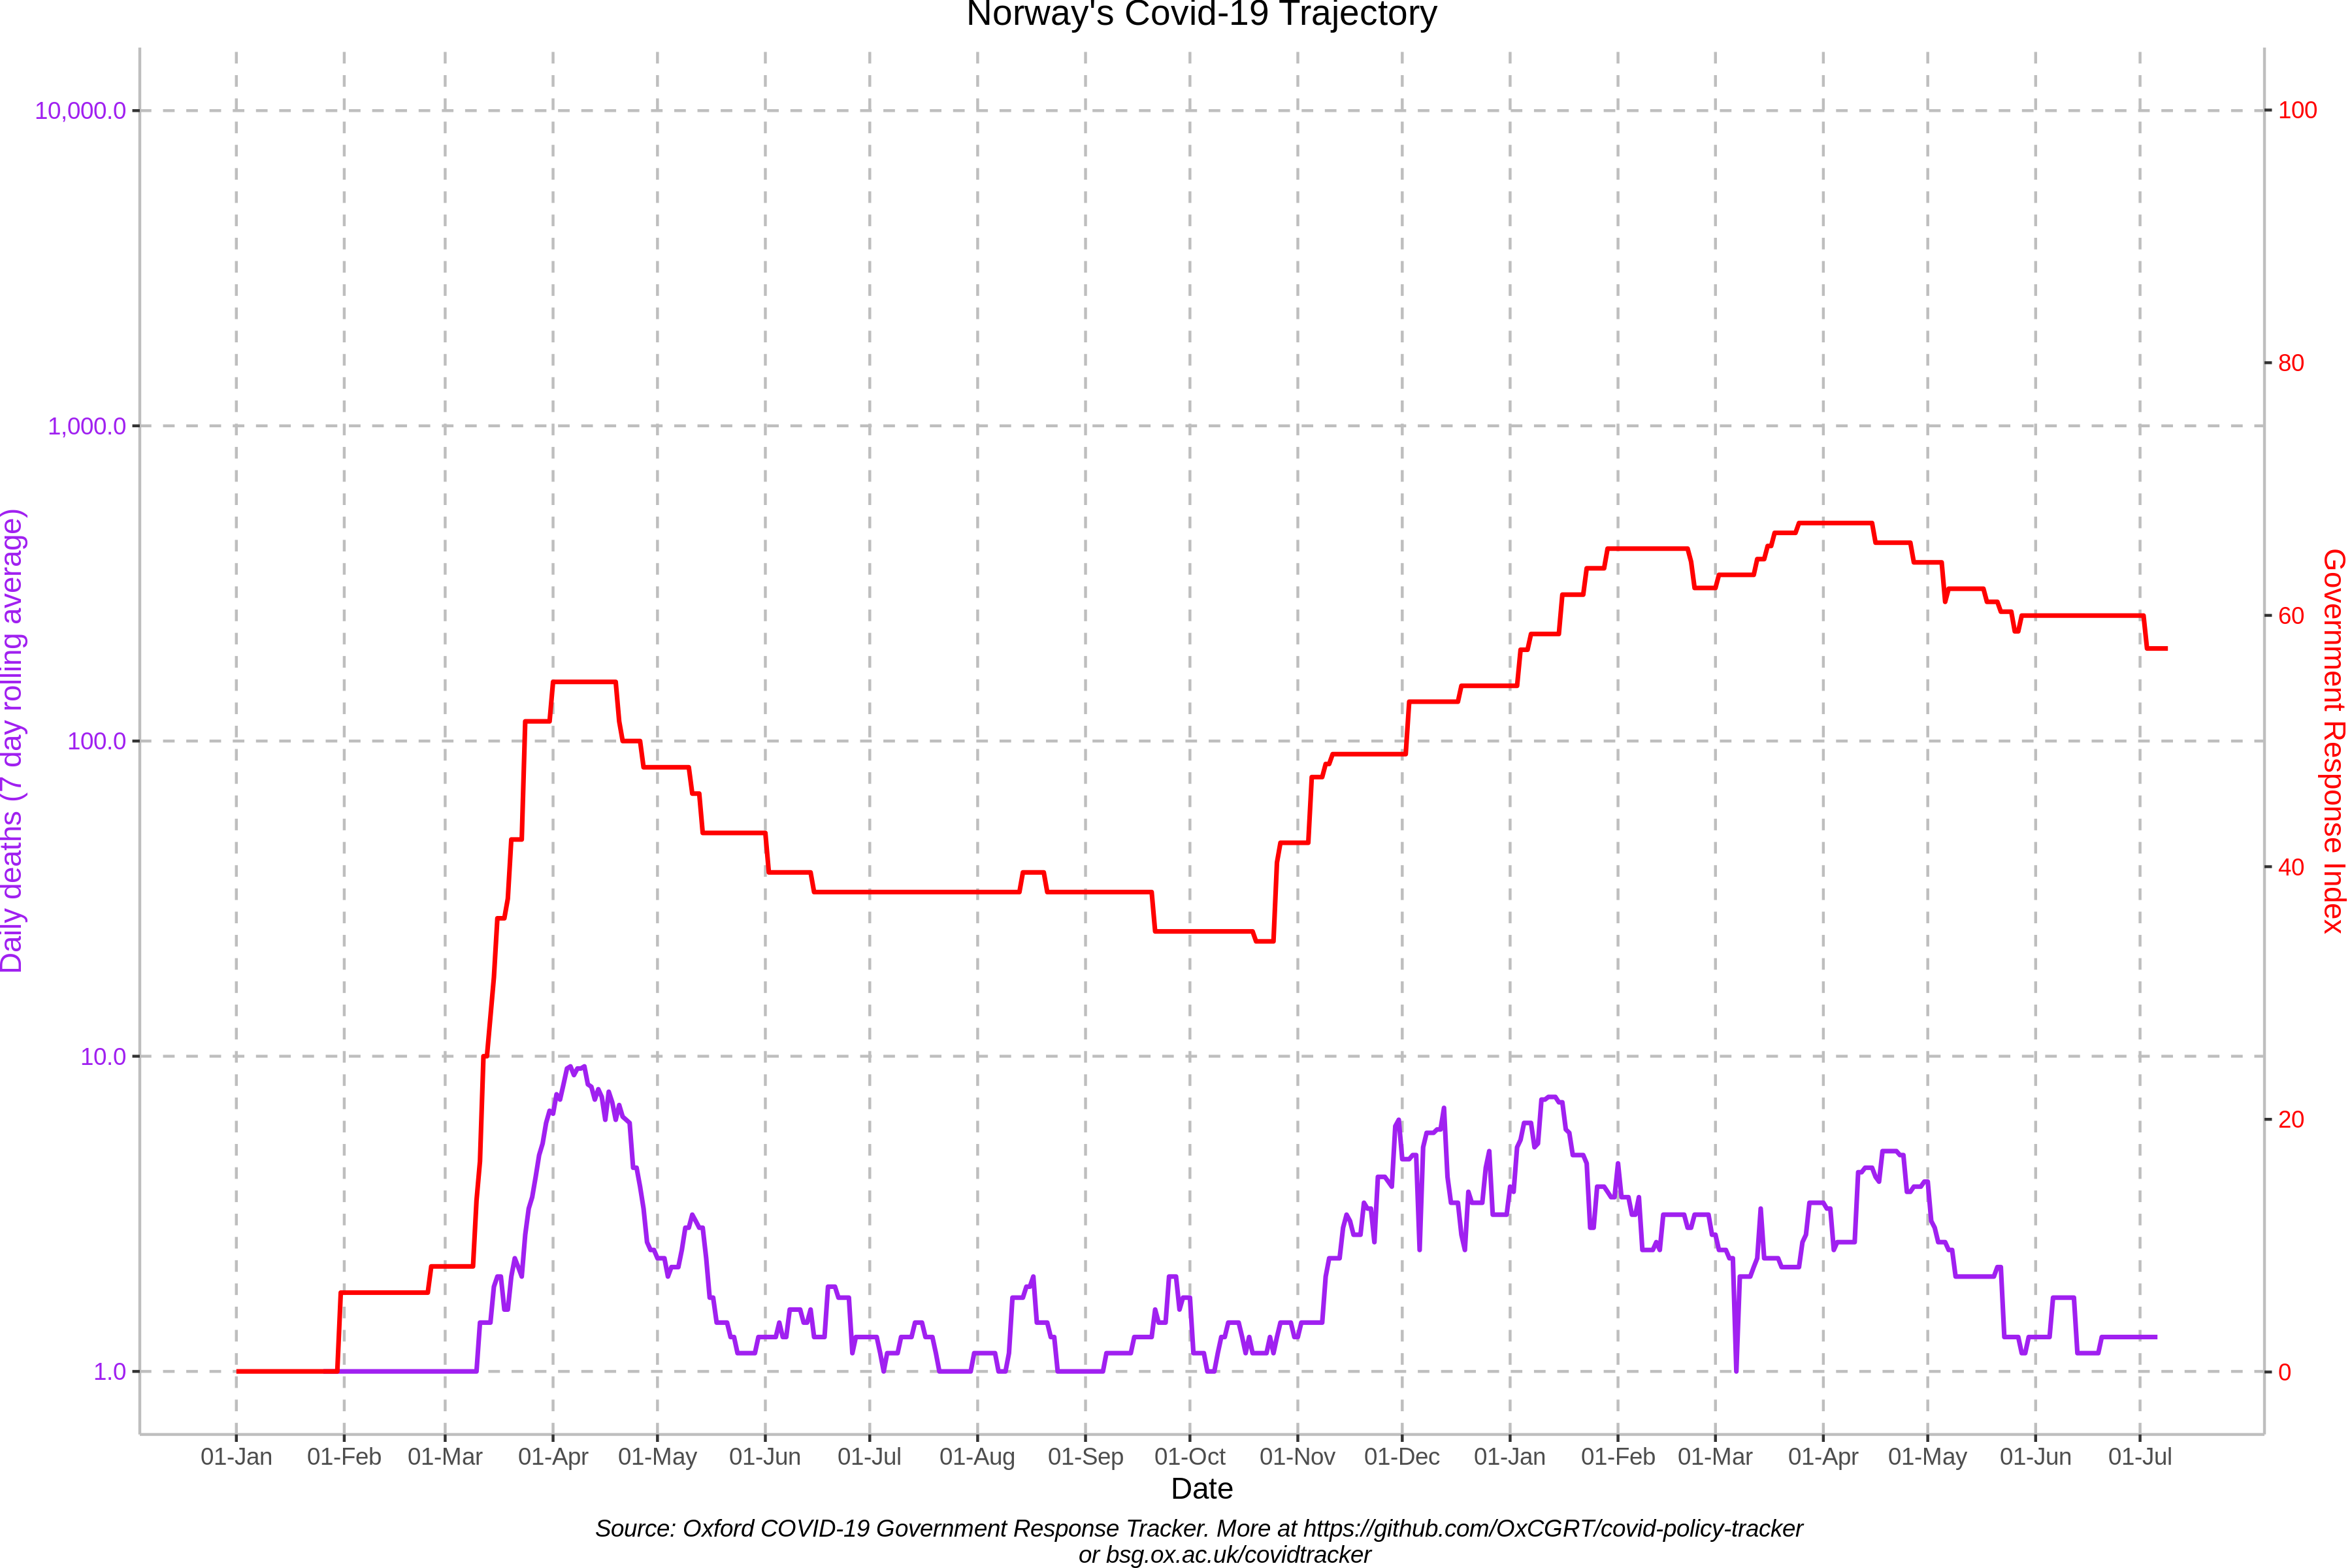 Norway's Covid-19 Trajectory
10,000.0
1,000.0
100.0
10.0
1.0
Daily deaths (7 day rolling average)
100
80
60
40
20
0
Government Response Index
01-Jan 01-Feb 01-Mar 01-Apr 01-May 01-Jun 01-Jul 01-Aug 01-Sep 01-Oct 01-Nov 01-Dec 01-Jan 01-Feb 01-Mar 01-Apr 01-May 01-Jun 01-Jul
Date
Source: Oxford COVID-19 Government Response Tracker. More at https://github.com/OxCGRT/covid-policy-tracker
or bsg.ox.ac.uk/covidtracker